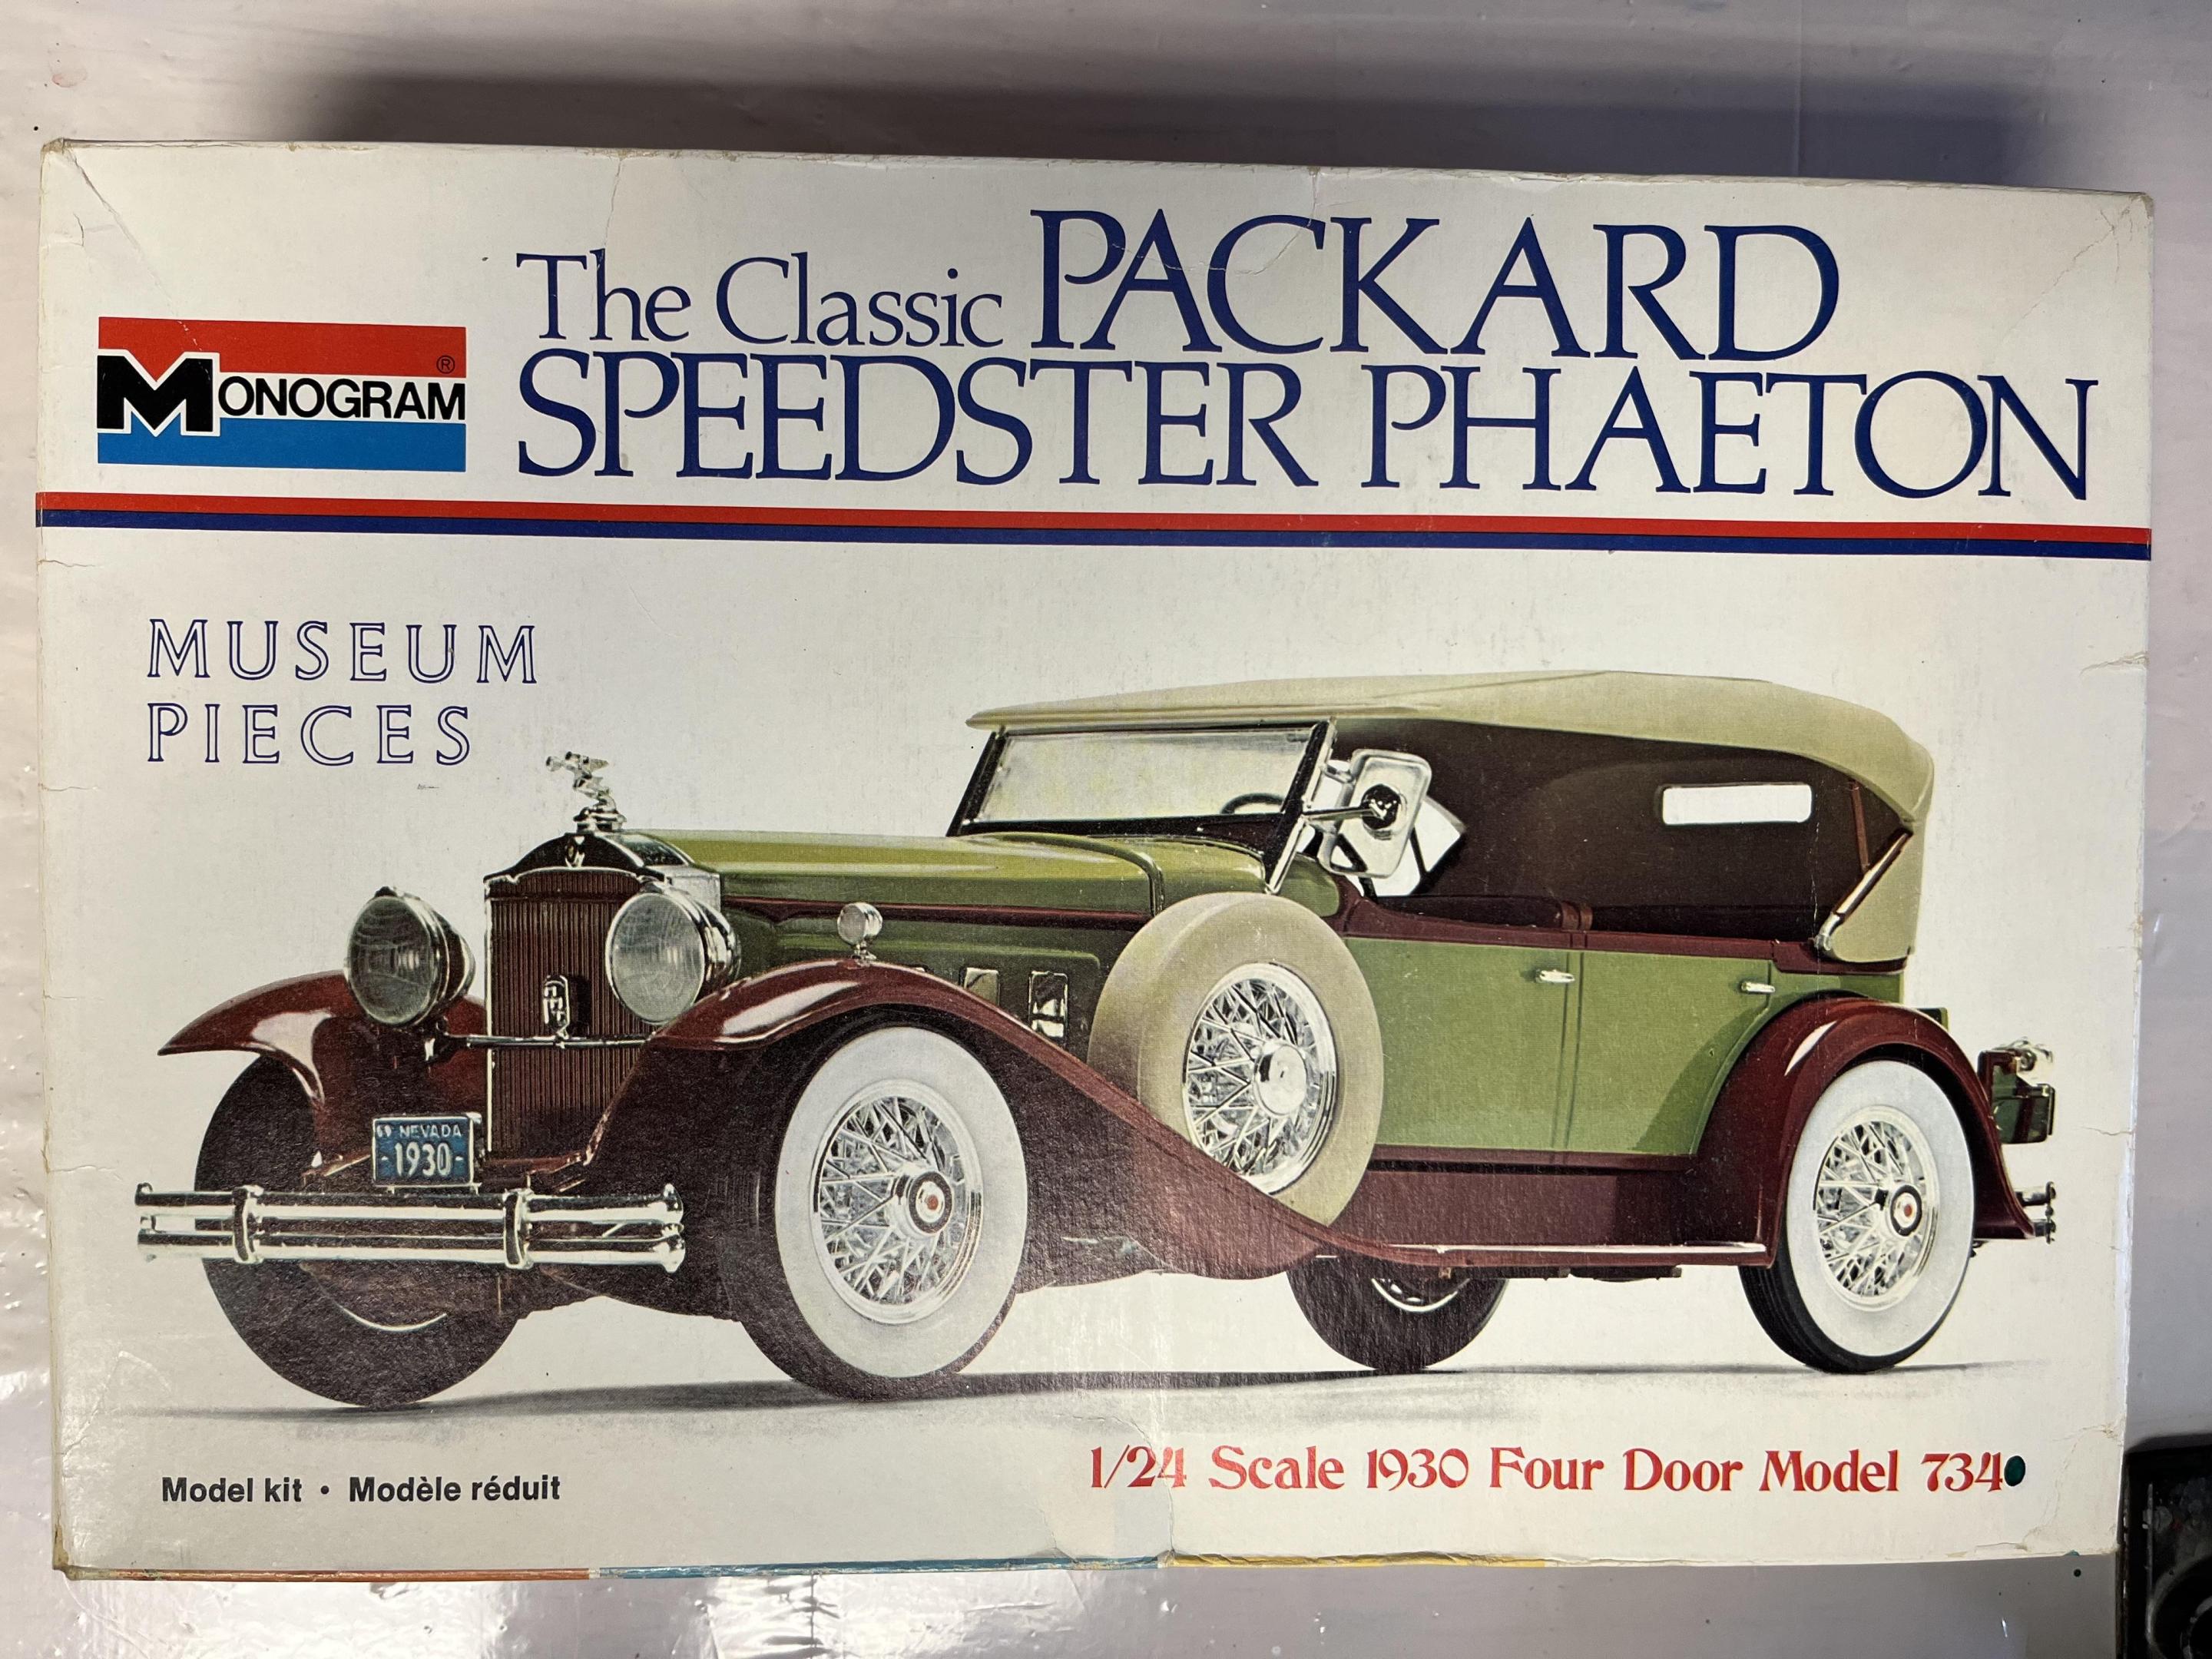 The Classic PACKARD
SPEEDSTER PHAETON
MONOGRAM®
MUSEUM
PIECES
NEVADA
-1930-
Model kit • Modèle réduit
1/24 Scale 1930 Four Door Model 734